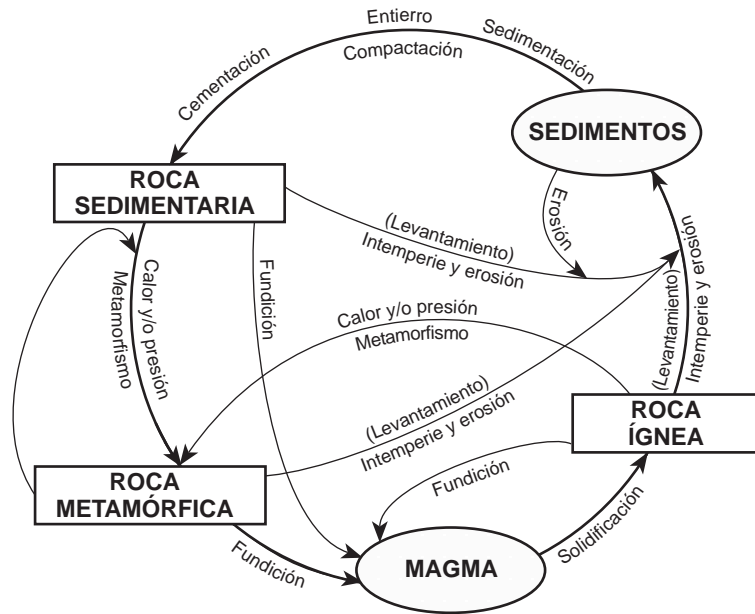 Entierro
Compactación
Sedimentación
Cementación
SEDIMENTOS
ROCA
SEDIMENTARIA
Erosión
(Levantamiento)
Intemperie y erosión
(Levantamiento)
Intemperie y erosión
Calor y/o presión
Metamorfismo
Fundición
Calor y/o presión
Metamorfismo
(Levantamiento)
Intemperie y erosión
ROCA
ÍGNEA
ROCA
METAMÓRFICA
Fundición
Fundición
Solidificación
MAGMA